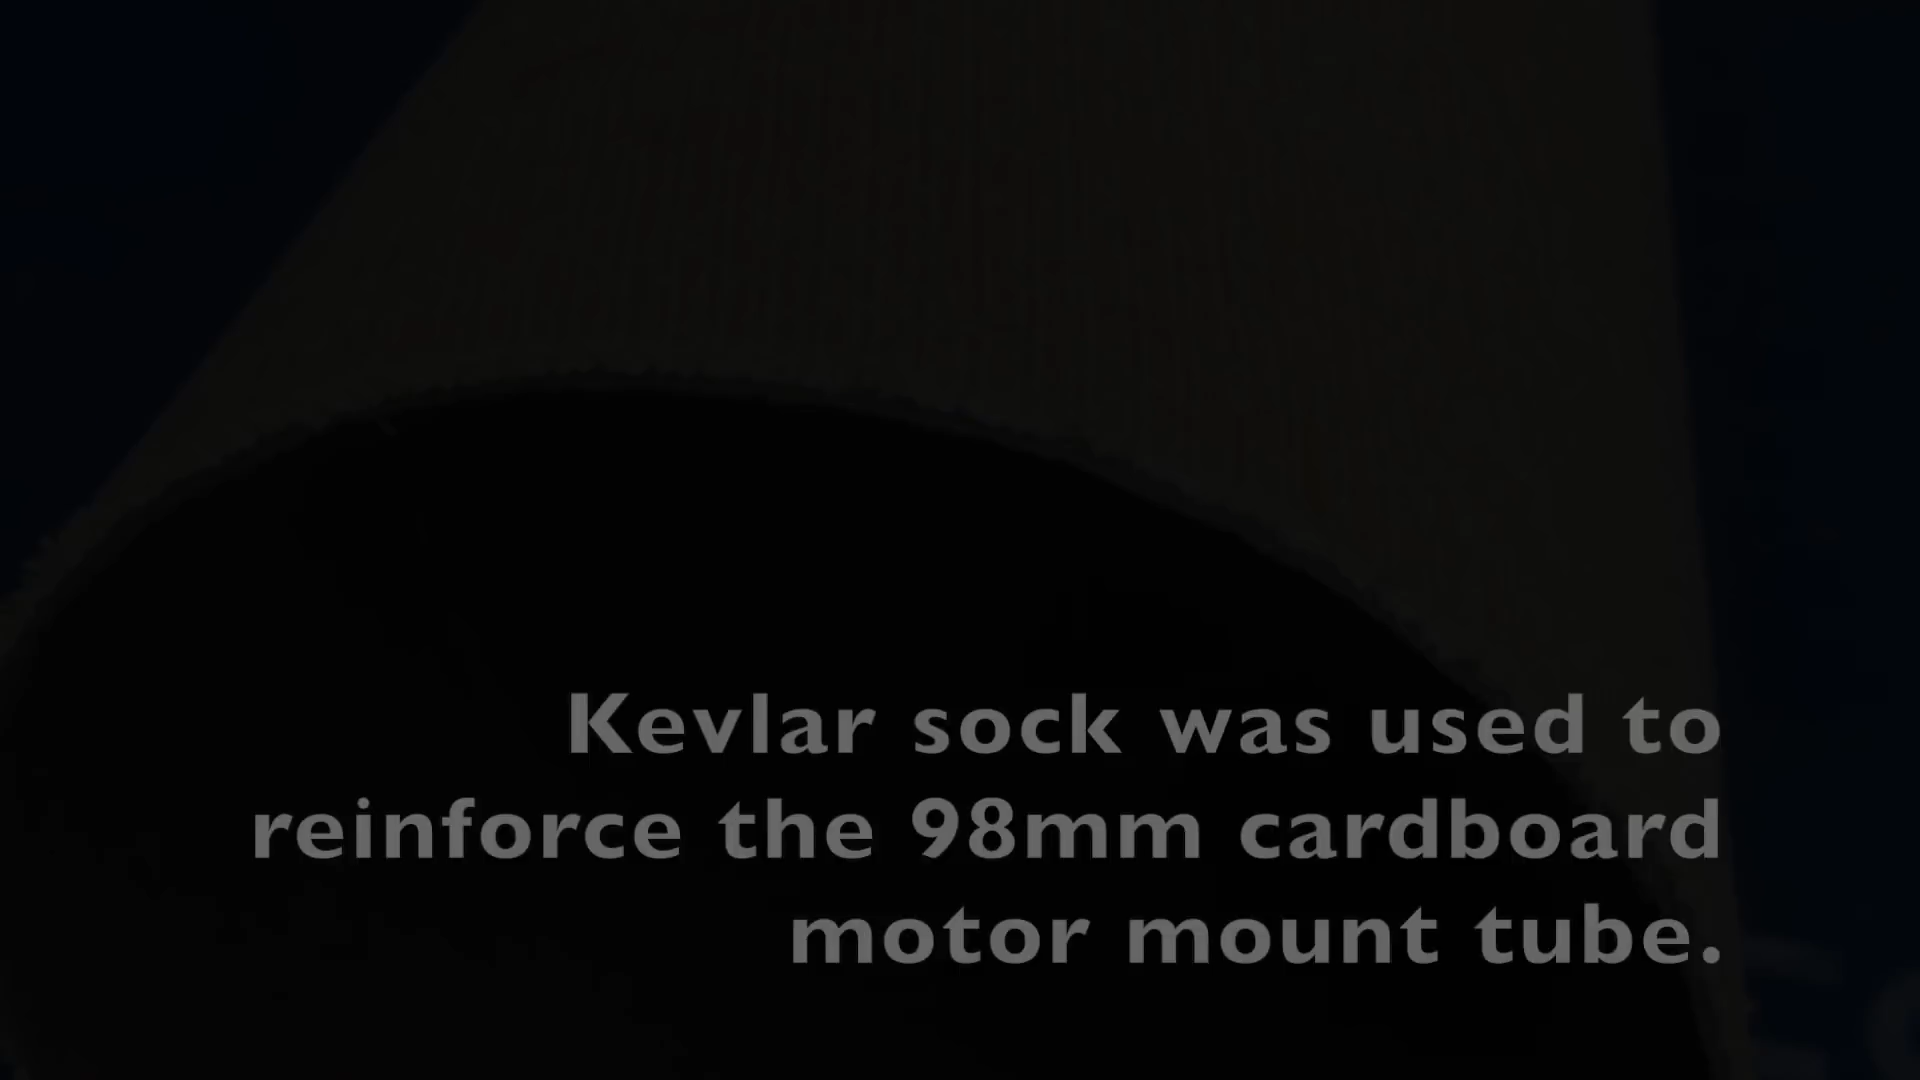 Kevlar sock was used to
reinforce the 98mm cardboard
motor mount tube.